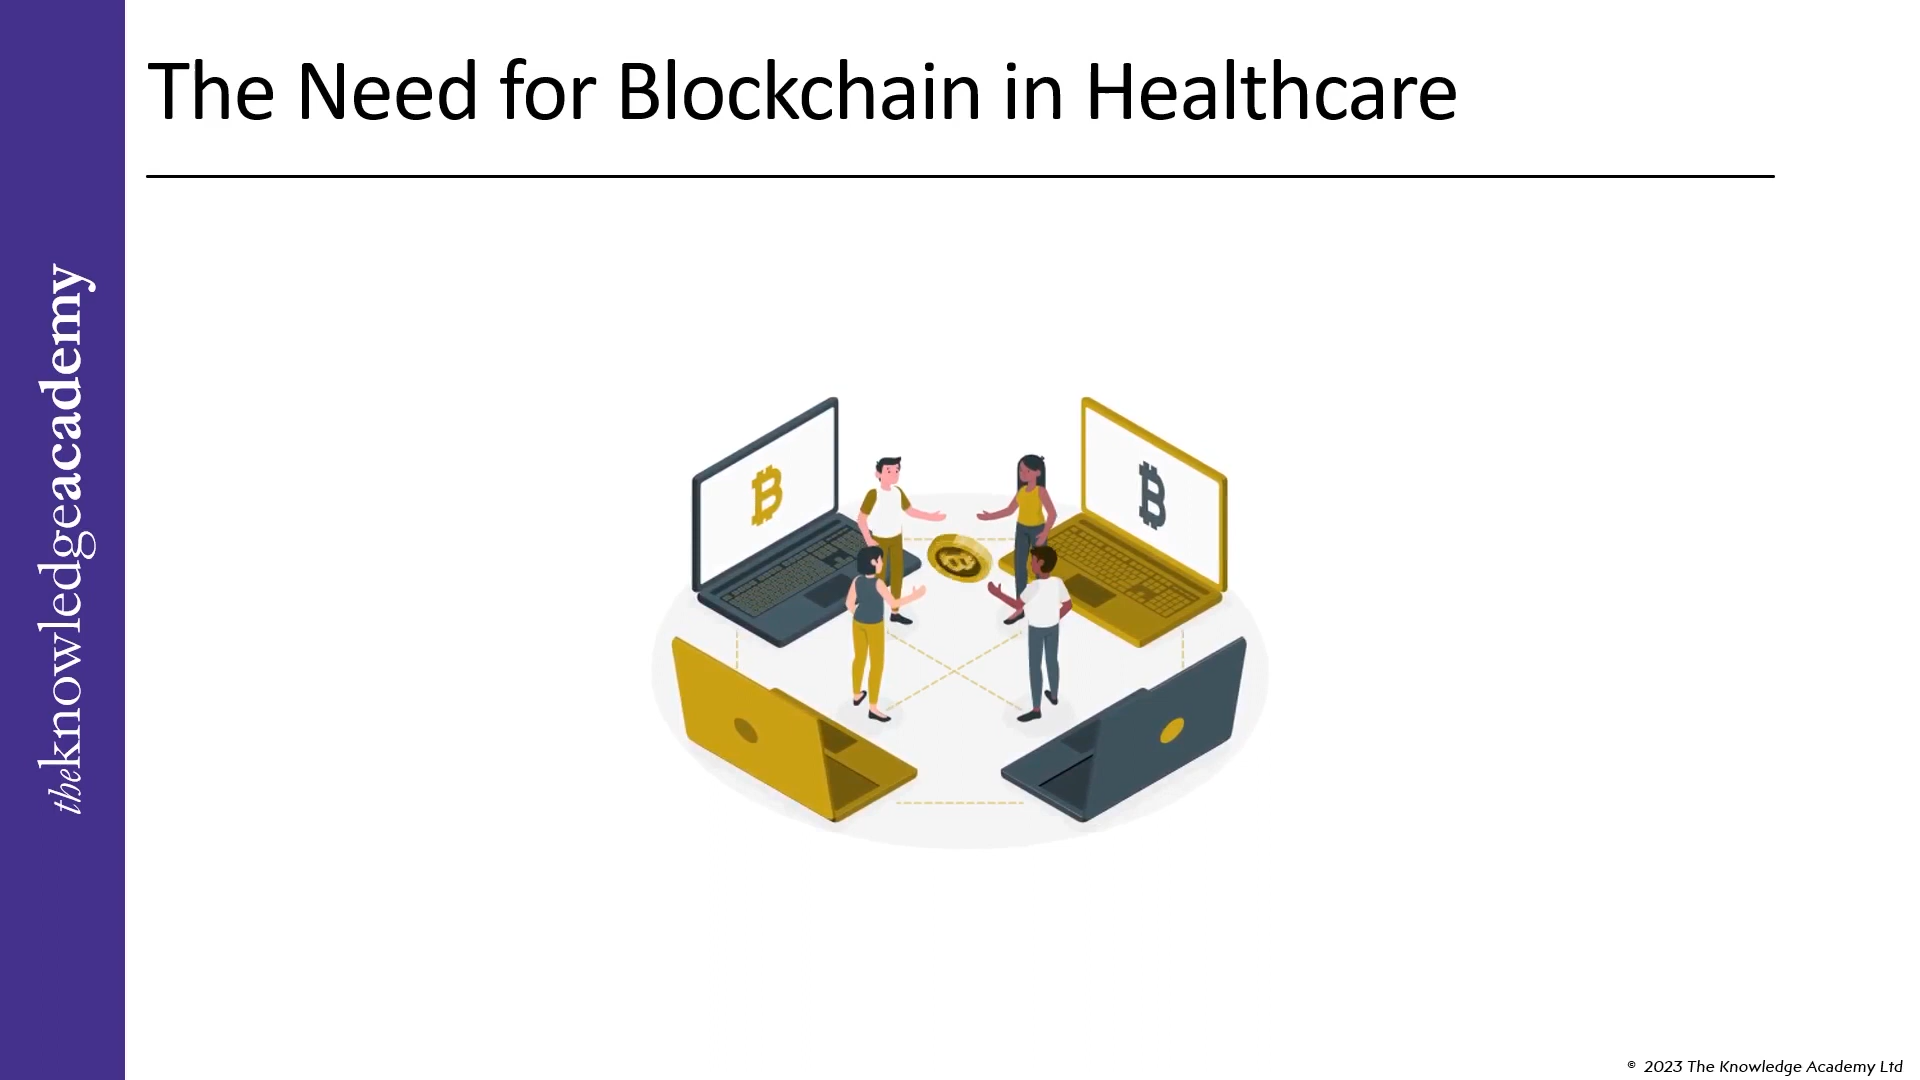 The Need for Blockchain in Healthcare
theknowledgeacademy
© 2023 The Knowledge Academy Ltd